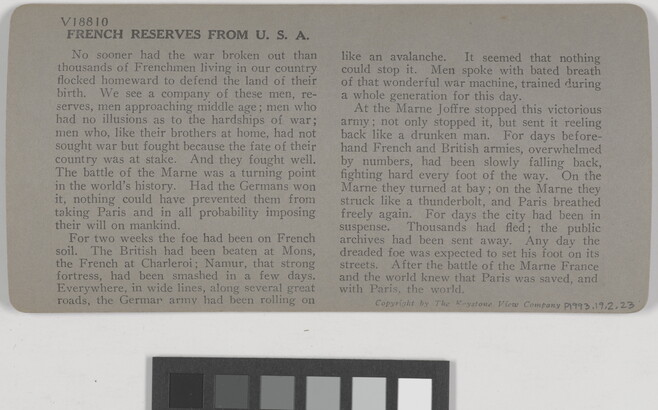 V18810
FRENCH RESERVES FROM U. S. A.
No sooner had the war broken out than
thousands of Frenchmen living in our country
flocked homeward to defend the land of their
birth. We see a company of these men, re-
serves, men approaching middle age; men who
had no illusions as to the hardships of war;
men who, like their brothers at home, had not
sought war but fought because the fate of their
country was at stake. And they fought well.
The battle of the Marne was a turning point
in the world's history. Had the Germans won
it, nothing could have prevented them from
taking Paris and in all probability imposing
their will on mankind.
For two weeks the foe had been on French
soil. The British had been beaten at Mons,
the French at Charleroi; Namur, that strong
fortress, had been smashed in a few days.
Everywhere, in wide lines, along several great
roads, the German army had been rolling on
like an avalanche. It seemed that nothing
could stop it. Men spoke with bated breath
of that wonderful war machine, trained during
a whole generation for this day.
At the Marne Joffre stopped this victorious
army; not only stopped it, but sent it reeling
back like a drunken man. For days before-
hand French and British armies, overwhelmed
by numbers, had been slowly falling back,
fighting hard every foot of the way. On the
Marne they turned at bay; on the Marne they
struck like a thunderbolt, and Paris breathed
freely again. For days the city had been in
suspense. Thousands had fled; the public
archives had been sent away. Any day the
dreaded foe was expected to set his foot on its
streets. After the battle of the Marne France
and the world knew that Paris was saved, and
with Paris, the world.
Copyright by The Keystone View Company P1993.19.2.23